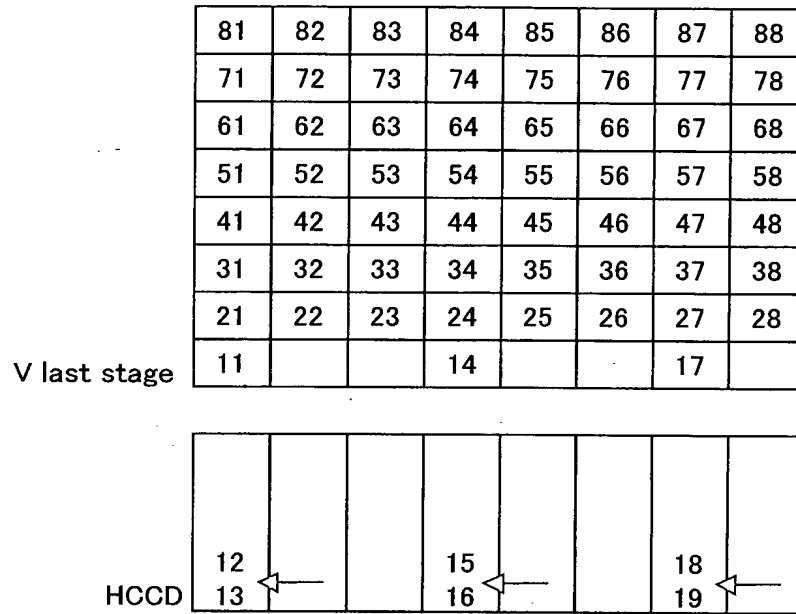 81 82 83 84 85 86 87 88
71 72 73 74 75 76 77 78
61 62 63 64 65 66 67 68
51 52 53 54 55 56 57 58
41 42 43 44 45 46 47 48
31 32 33 34 35 36 37 38
21 22 23 24 25 26 27 28
V last stage 11 14 17
12 15 18
HCCD 13 16 19